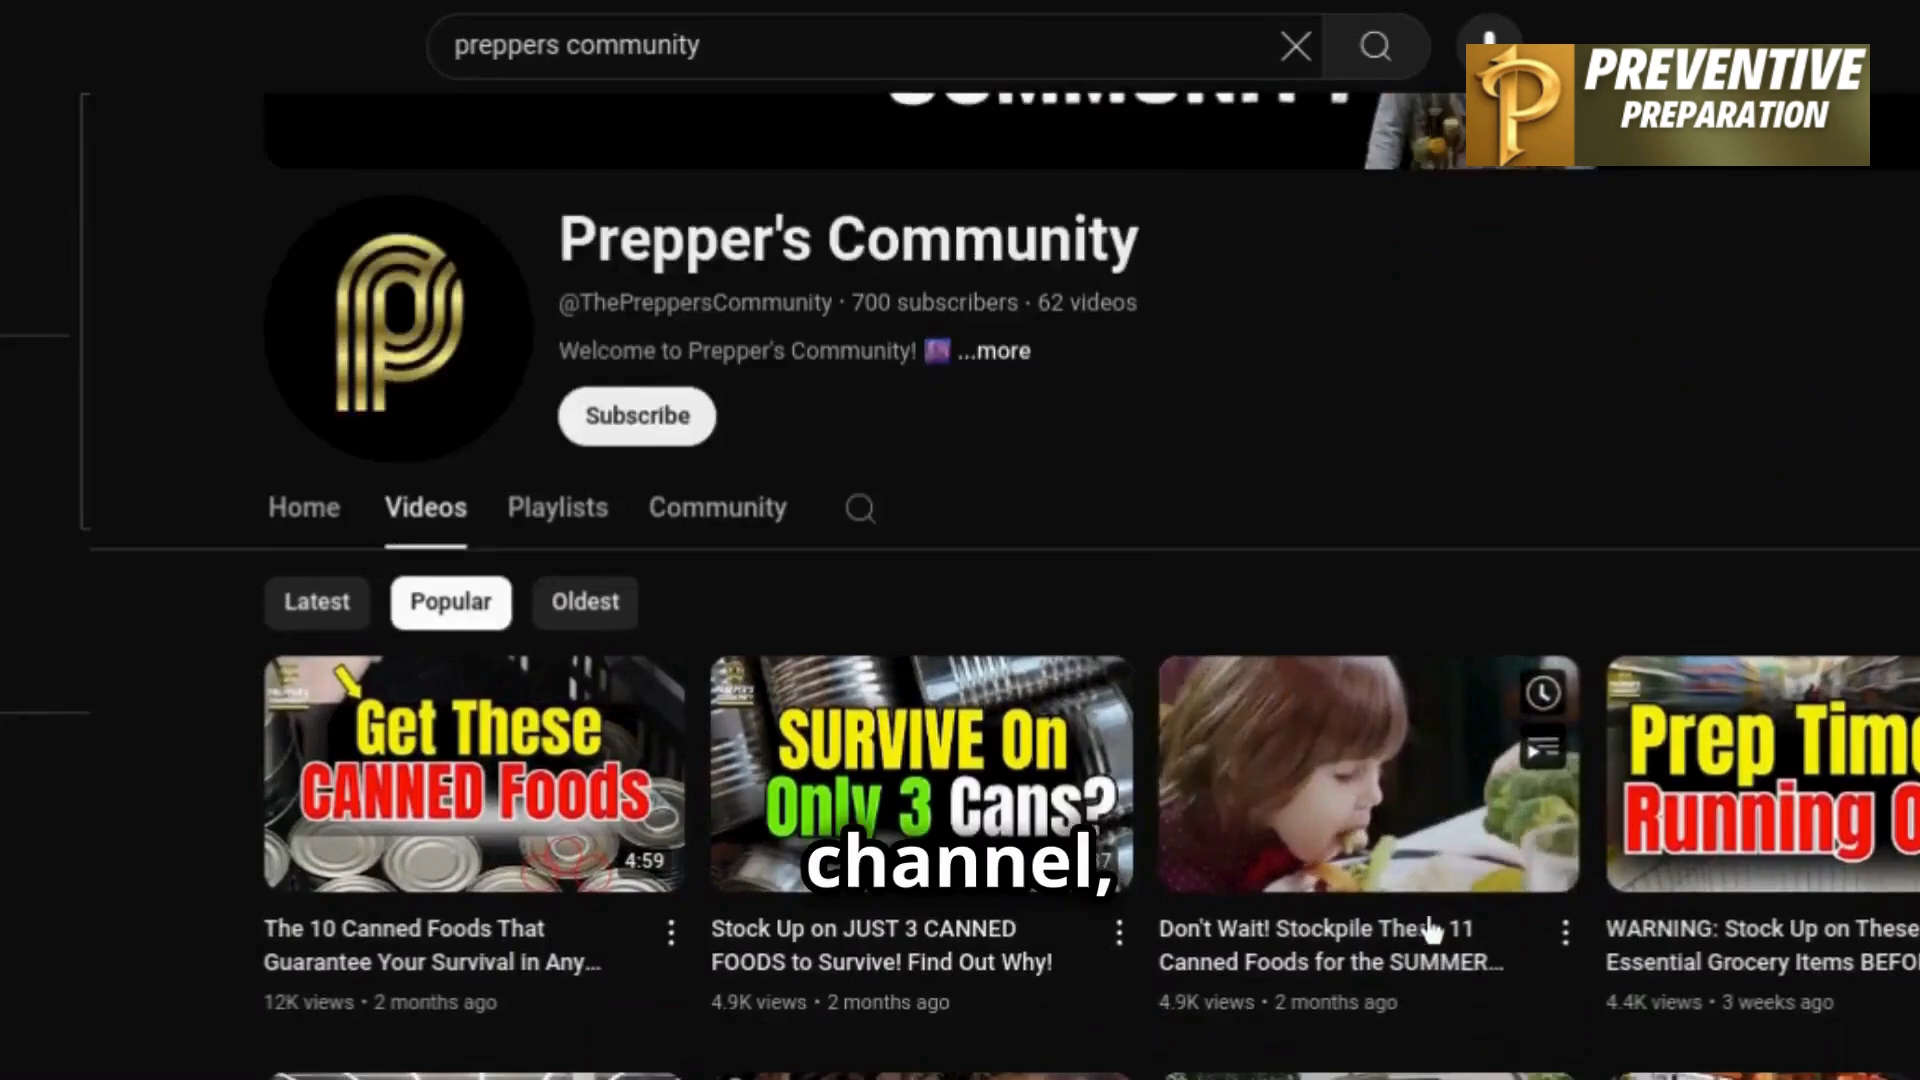 preppers community
PREVENTIVE
PREPARATION
COMMUNITY
Prepper's Community
@ThePreppersCommunity · 700 subscribers · 62 videos
Welcome to Prepper's Community! ...more
Subscribe
Home Videos Playlists Community
Latest Popular Oldest
Get These
CANNED Foods
4:59
SURVIVE On
Only 3 Cans?
channel,
Prep Time
Running O
The 10 Canned Foods That
Guarantee Your Survival in Any...
12K views • 2 months ago
Stock Up on JUST 3 CANNED
FOODS to Survive! Find Out Why!
4.9K views • 2 months ago
Don't Wait! Stockpile These 11
Canned Foods for the SUMMER...
4.9K views • 2 months ago
WARNING: Stock Up on These
Essential Grocery Items BEFO
4.4K views • 3 weeks ago